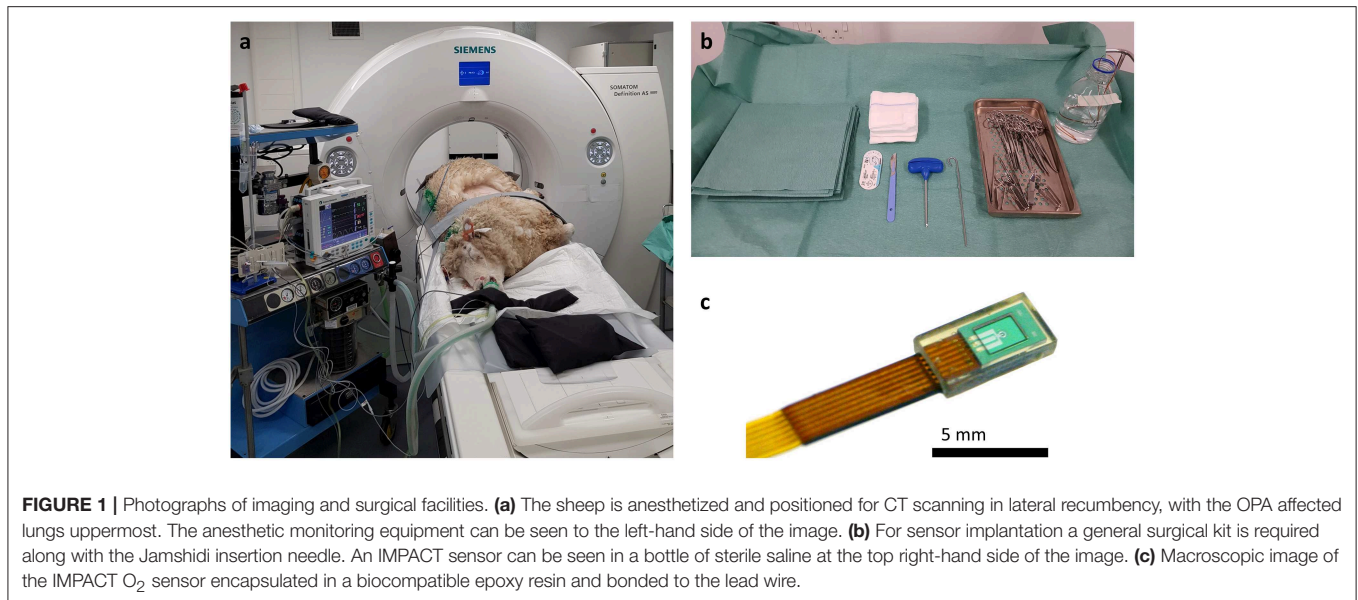 a
SIEMENS
SOMATOM
Definition AS
b
c
5 mm
FIGURE 1 | Photographs of imaging and surgical facilities. (a) The sheep is anesthetized and positioned for CT scanning in lateral recumbency, with the OPA affected
lungs uppermost. The anesthetic monitoring equipment can be seen to the left-hand side of the image. (b) For sensor implantation a general surgical kit is required
along with the Jamshidi insertion needle. An IMPACT sensor can be seen in a bottle of sterile saline at the top right-hand side of the image. (c) Macroscopic image of
the IMPACT O₂ sensor encapsulated in a biocompatible epoxy resin and bonded to the lead wire.